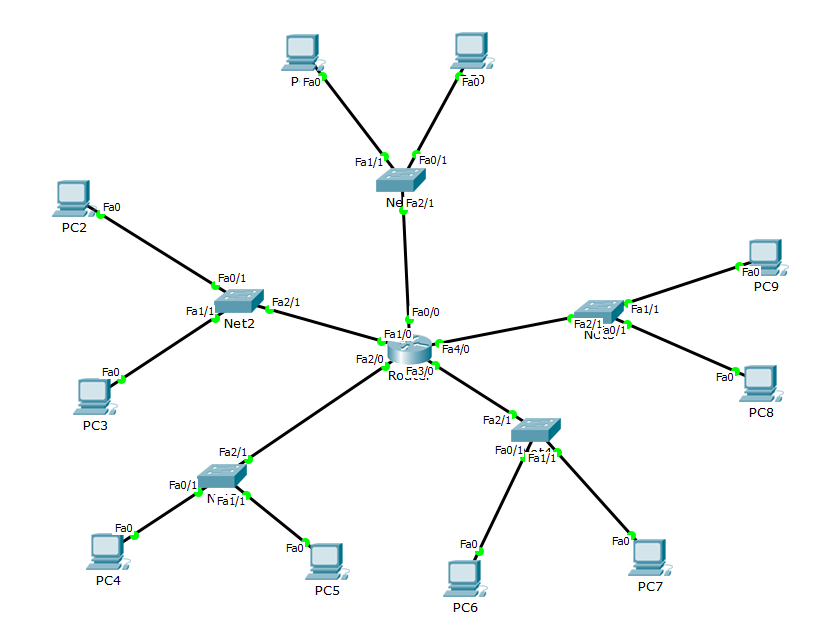 Fa0
Fa0
Fa1/1
Fa0/1
Fa2/1
Fa0
PC2
Fa0/1
Fa1/1
Fa2/1
Net2
Fa0
PC3
Fa0/0
Fa1/0
Fa2/0
Fa3/0
Fa4/0
Router
Fa0
PC9
Fa1/1
Fa2/1
Fa0/1
Fa0
PC8
Fa2/1
Fa0/1
Fa1/1
Fa2/1
Fa0/1
Fa1/1
Fa0
PC4
Fa0
PC5
Fa0
PC6
Fa0
PC7